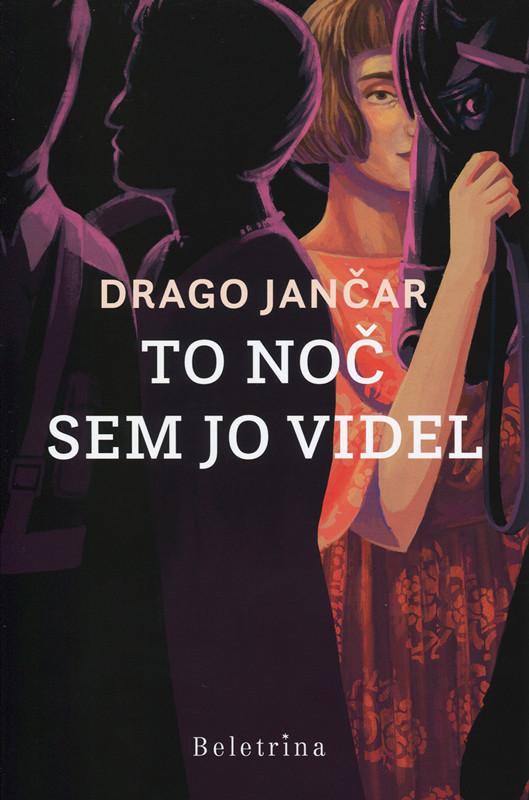 DRAGO JANČAR
TO NOČ
SEM JO VIDEL
Beletrina